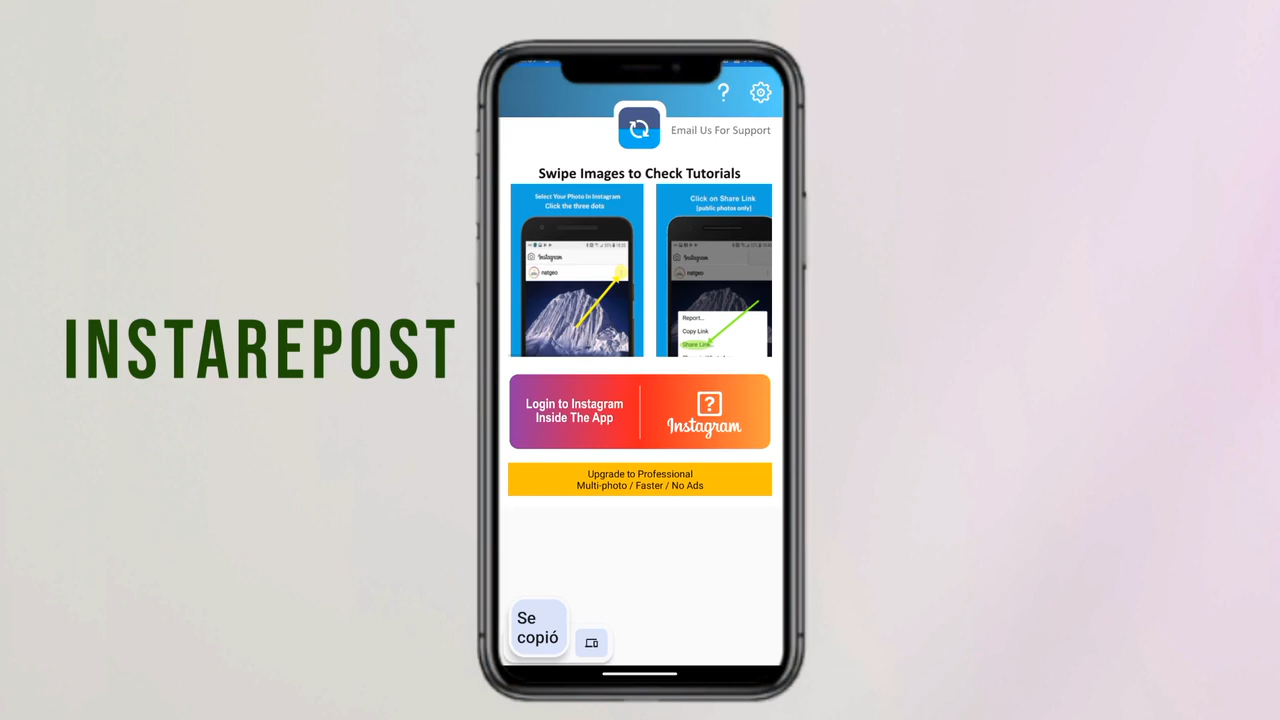 INSTAREPOST
?
Email Us For Support
Swipe Images to Check Tutorials
Select Your Photo In Instagram
Click the three dots
Instagram
natgeo
Click on Share Link
[public photos only]
Instagram
natgeo
Report...
Copy Link
Share Link...
Login to Instagram
Inside The App
?
Instagram
Upgrade to Professional
Multi-photo / Faster / No Ads
Se
copió